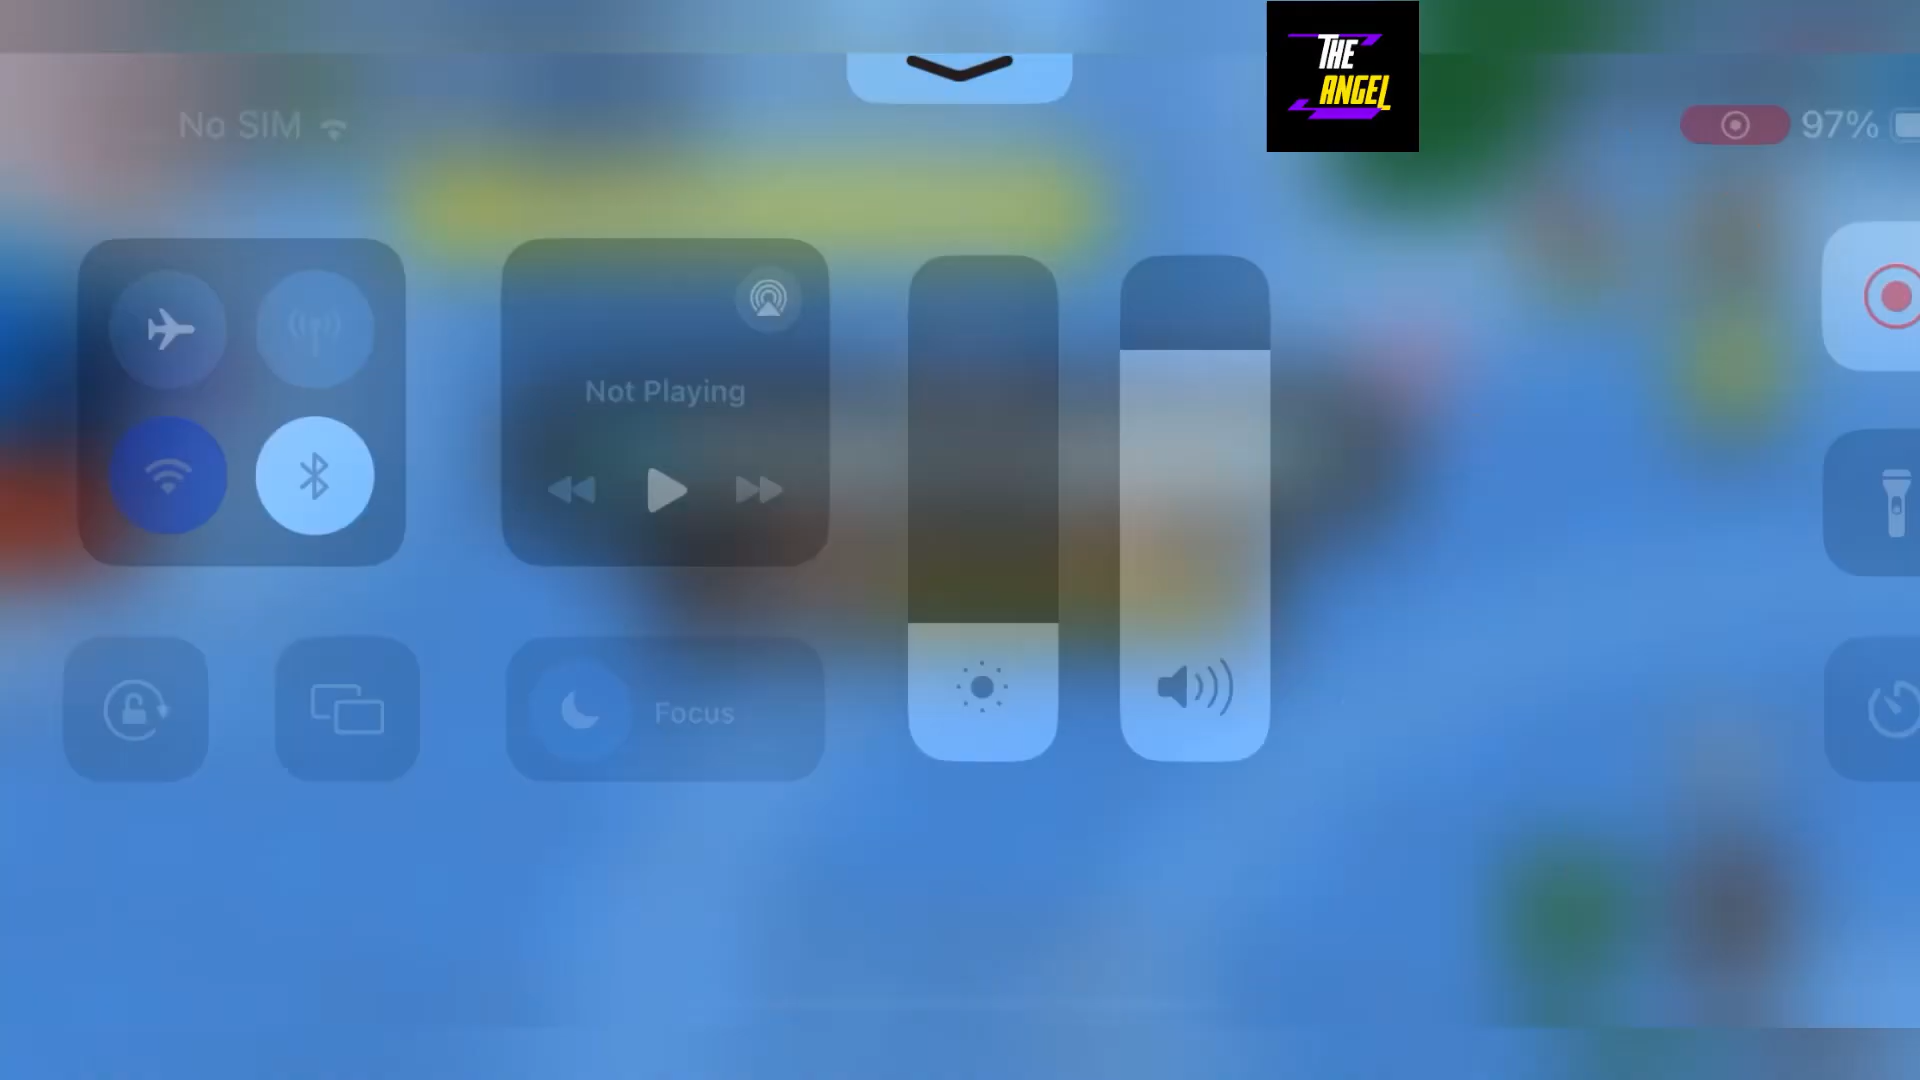 THE
ANGEL
No SIM
97%
Not Playing
Focus